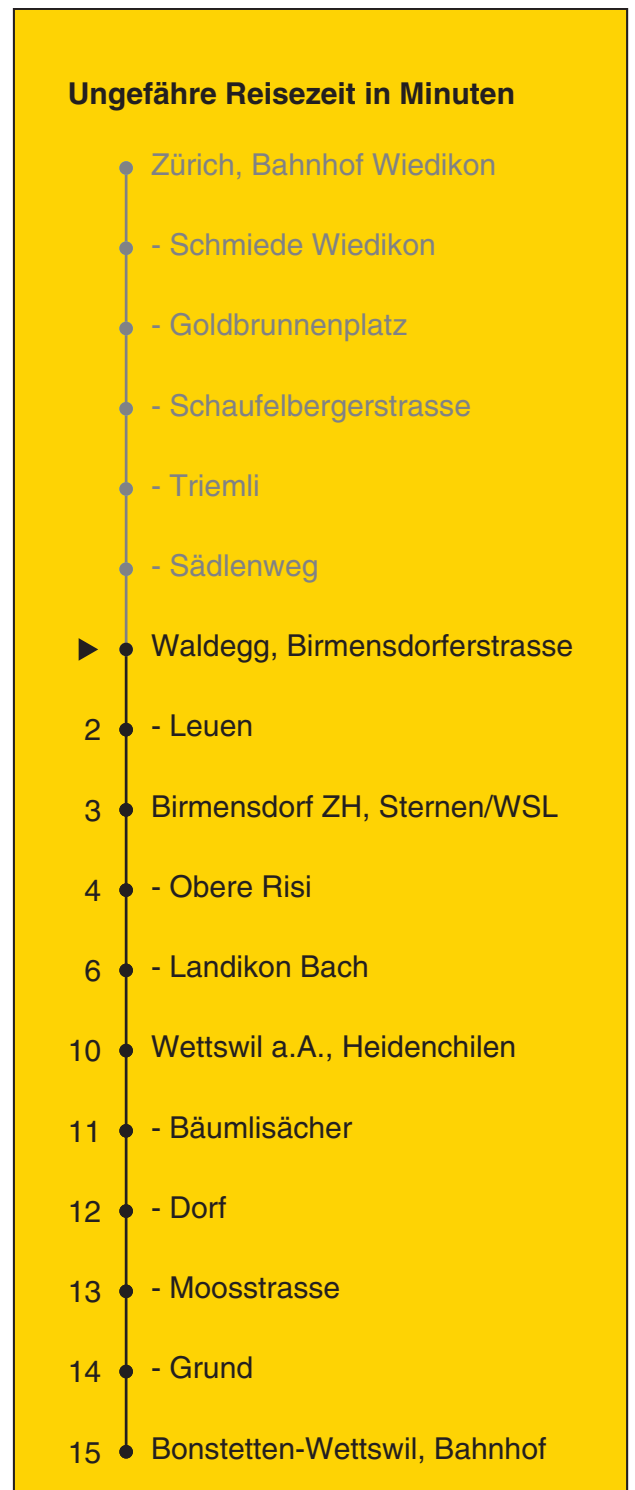 Ungefähre Reisezeit in Minuten
Zürich, Bahnhof Wiedikon
- Schmiede Wiedikon
- Goldbrunnenplatz
- Schaufelbergerstrasse
- Triemli
- Sädlenweg
Waldegg, Birmensdorferstrasse
2 - Leuen
3 Birmensdorf ZH, Sternen/WSL
4 - Obere Risi
6 - Landikon Bach
10 Wettswil a.A., Heidenchilen
11 - Bäumlisächer
12 - Dorf
13 - Moosstrasse
14 - Grund
15 Bonstetten-Wettswil, Bahnhof